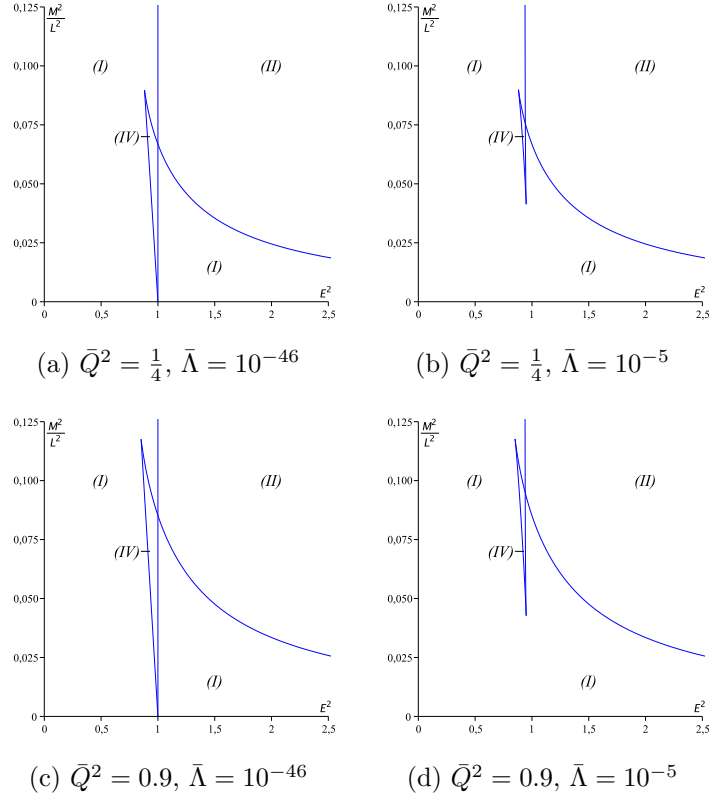 0,125
M²/L²
(I)
(II)
0,100
0,075
(IV)
0,050
0,025
(I)
E²
0
0
0,5
1
1,5
2
2,5
(a) Q̄² = 1/4, Λ̄ = 10⁻⁴⁶
0,125
M²/L²
(I)
(II)
0,100
0,075
(IV)
0,050
0,025
(I)
E²
0
0
0,5
1
1,5
2
2,5
(b) Q̄² = 1/4, Λ̄ = 10⁻⁵
0,125
M²/L²
0,100
(I)
(II)
0,075
(IV)
0,050
0,025
(I)
E²
0
0
0,5
1
1,5
2
2,5
(c) Q̄² = 0.9, Λ̄ = 10⁻⁴⁶
0,125
M²/L²
0,100
(I)
(II)
0,075
(IV)
0,050
0,025
(I)
E²
0
0
0,5
1
1,5
2
2,5
(d) Q̄² = 0.9, Λ̄ = 10⁻⁵